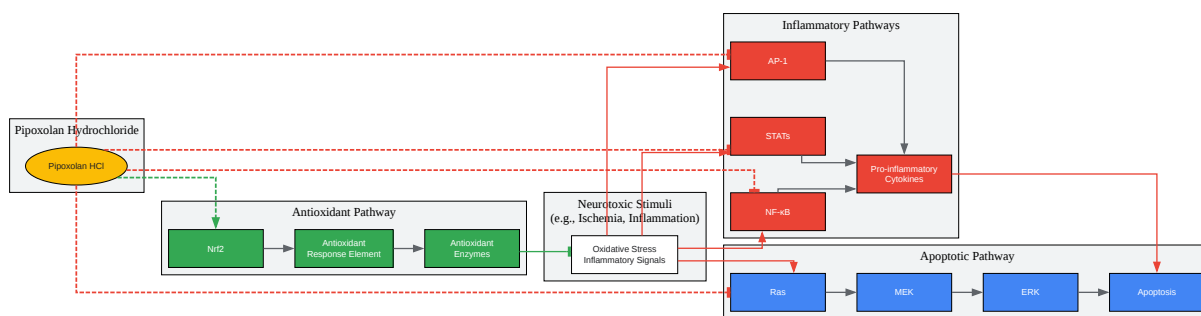 Inflammatory Pathways
AP-1
STATs
Pro-inflammatory
Cytokines
NF-κB
Pipoxolan Hydrochloride
Pipoxolan HCl
Antioxidant Pathway
Nrf2
Antioxidant
Response Element
Antioxidant
Enzymes
Neurotoxic Stimuli
(e.g., Ischemia, Inflammation)
Oxidative Stress
Inflammatory Signals
Apoptotic Pathway
Ras
MEK
ERK
Apoptosis